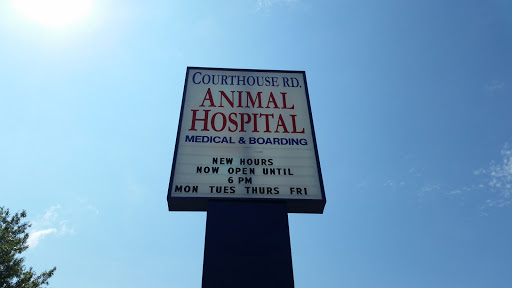 COURTHOUSE RD.
ANIMAL
HOSPITAL
MEDICAL & BOARDING
NEW HOURS
NOW OPEN UNTIL
6 PM
MON TUES THURS FRI